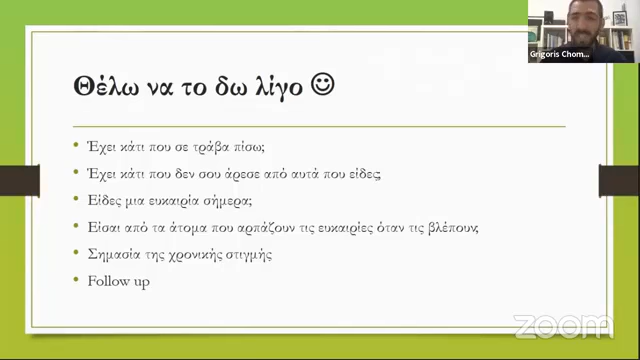 Θέλω να το δω λίγο ☺
Έχει κάτι που σε τράβα πίσω;
Έχει κάτι που δεν σου άρεσε από αυτά που είδες;
Είδες μια ευκαιρία σήμερα;
Είσαι από τα άτομα που αρπάζουν τις ευκαιρίες όταν τις βλέπουν;
Σημασία της χρονικής στιγμής
Follow up
Grigoris Chom...
zoom